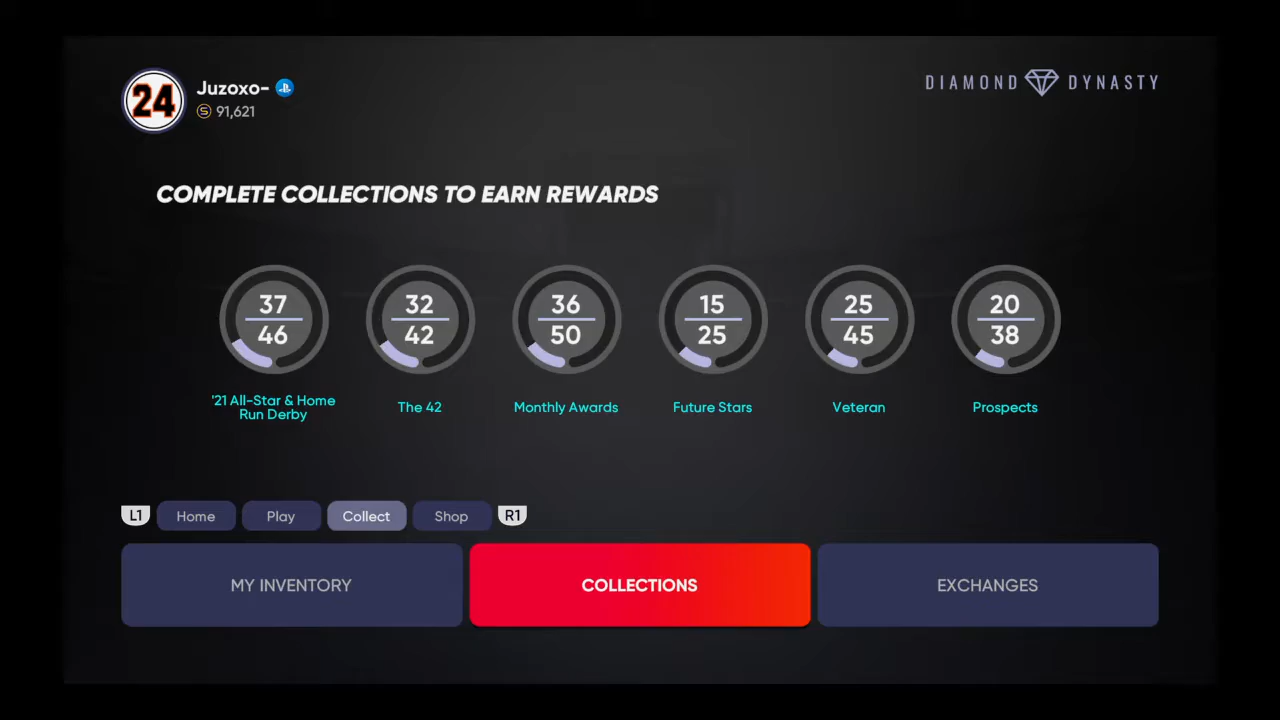 24
Juzoxo-
S 91,621
DIAMOND DYNASTY
COMPLETE COLLECTIONS TO EARN REWARDS
37
46
32
42
36
50
15
25
25
45
20
38
'21 All-Star & Home
Run Derby
The 42
Monthly Awards
Future Stars
Veteran
Prospects
L1 Home Play Collect Shop R1
MY INVENTORY
COLLECTIONS
EXCHANGES